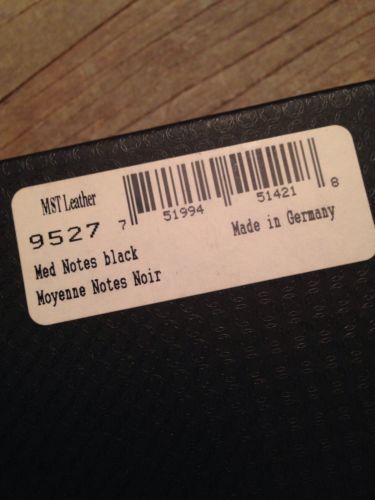 MST Leather
9527
7 51994 51421 8
Made in Germany
Med Notes black
Moyenne Notes Noir